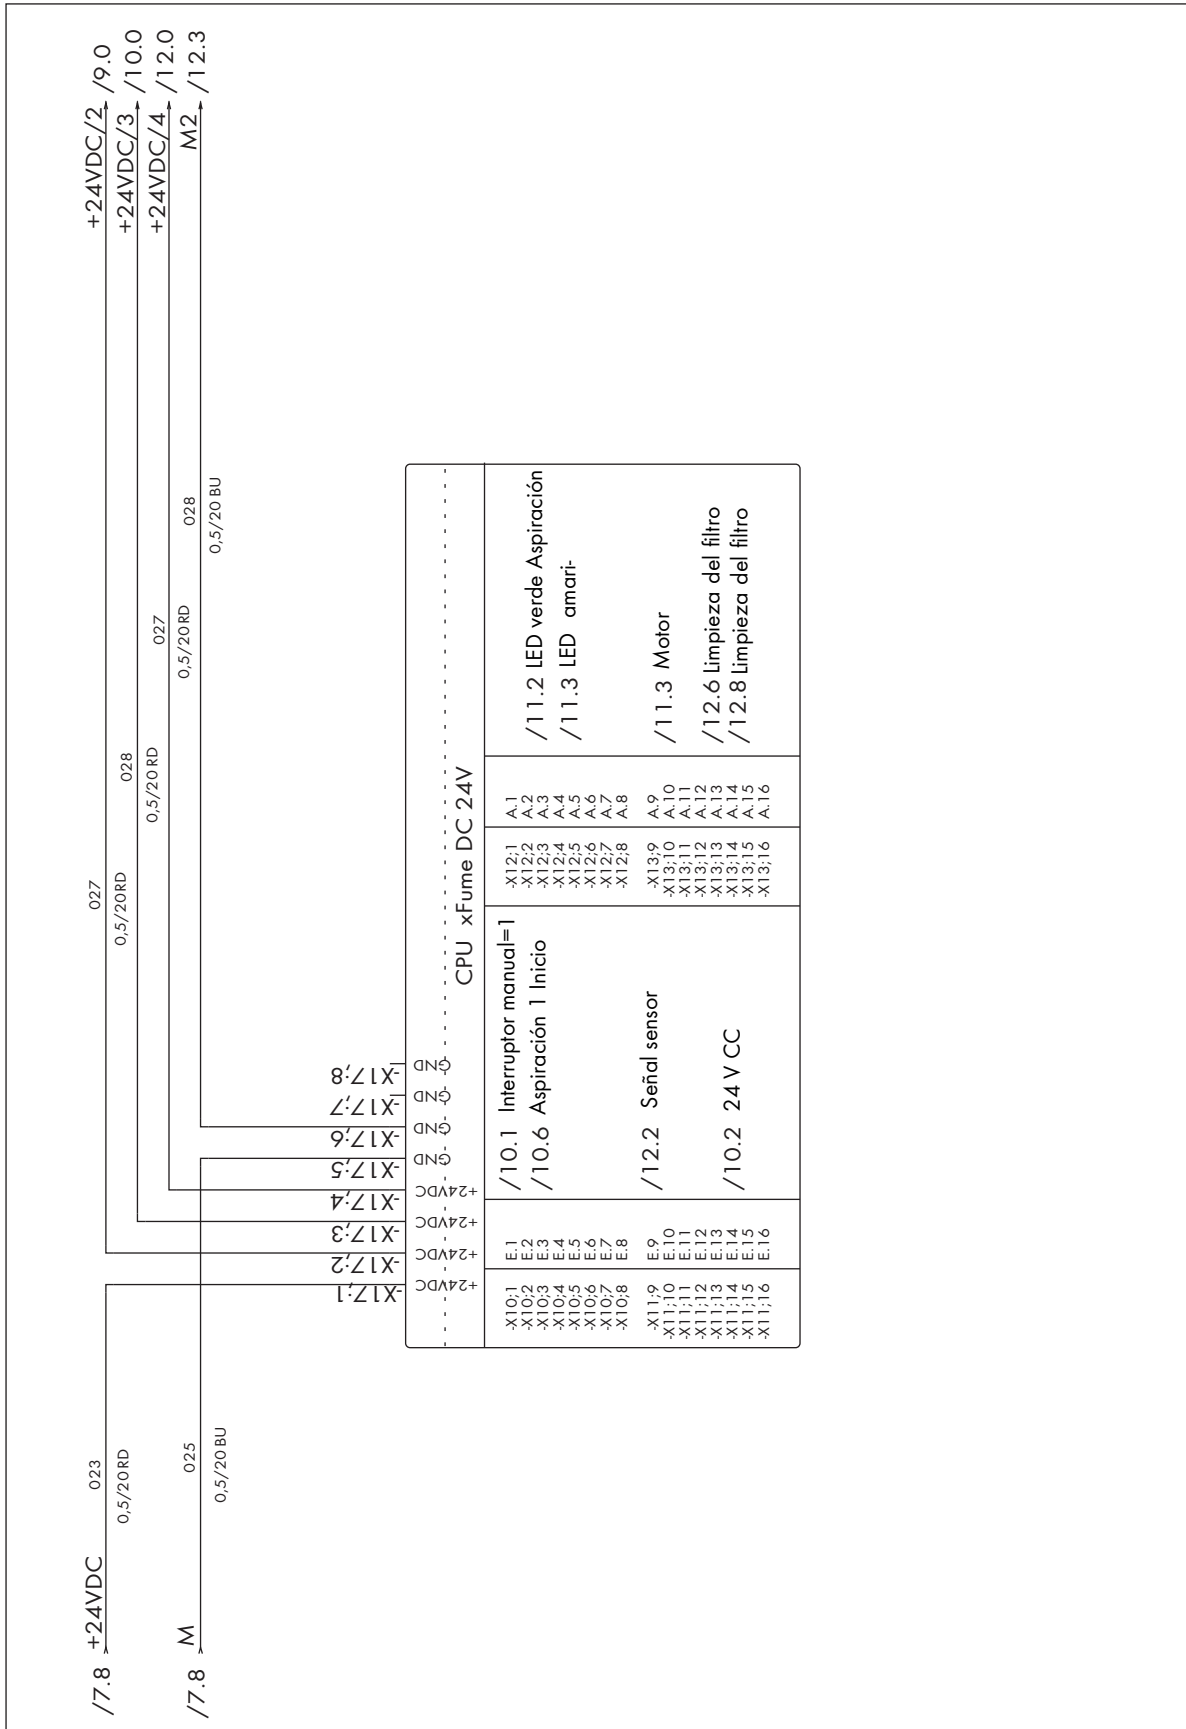 /7.8 +24VDC
023
0,5/20RD
027
0,5/20RD
+24VDC/2 /9.0
028
0,5/20 RD
+24VDC/3 /10.0
027
0,5/20RD
+24VDC/4 /12.0
/7.8 M
025
0,5/20 BU
028
0,5/20 BU
M2 /12.3
-X17;1
-X17;2
-X17;3
-X17;4
-X17;5
-X17;6
-X17;7
-X17;8
+24VDC
+24VDC
+24VDC
+24VDC
GND
GND
GND
GND
CPU xFume DC 24V
-X10;1 E.1
-X10;2 E.2
-X10;3 E.3
-X10;4 E.4
-X10;5 E.5
-X10;6 E.6
-X10;7 E.7
-X10;8 E.8
-X11;9 E.9
-X11;10 E.10
-X11;11 E.11
-X11;12 E.12
-X11;13 E.13
-X11;14 E.14
-X11;15 E.15
-X11;16 E.16
/10.1 Interruptor manual=1
/10.6 Aspiración 1 Inicio
/12.2 Señal sensor
/10.2 24 V CC
-X12;1 A.1
-X12;2 A.2
-X12;3 A.3
-X12;4 A.4
-X12;5 A.5
-X12;6 A.6
-X12;7 A.7
-X12;8 A.8
-X13;9 A.9
-X13;10 A.10
-X13;11 A.11
-X13;12 A.12
-X13;13 A.13
-X13;14 A.14
-X13;15 A.15
-X13;16 A.16
/11.2 LED verde Aspiración
/11.3 LED amari-
/11.3 Motor
/12.6 Limpieza del filtro
/12.8 Limpieza del filtro